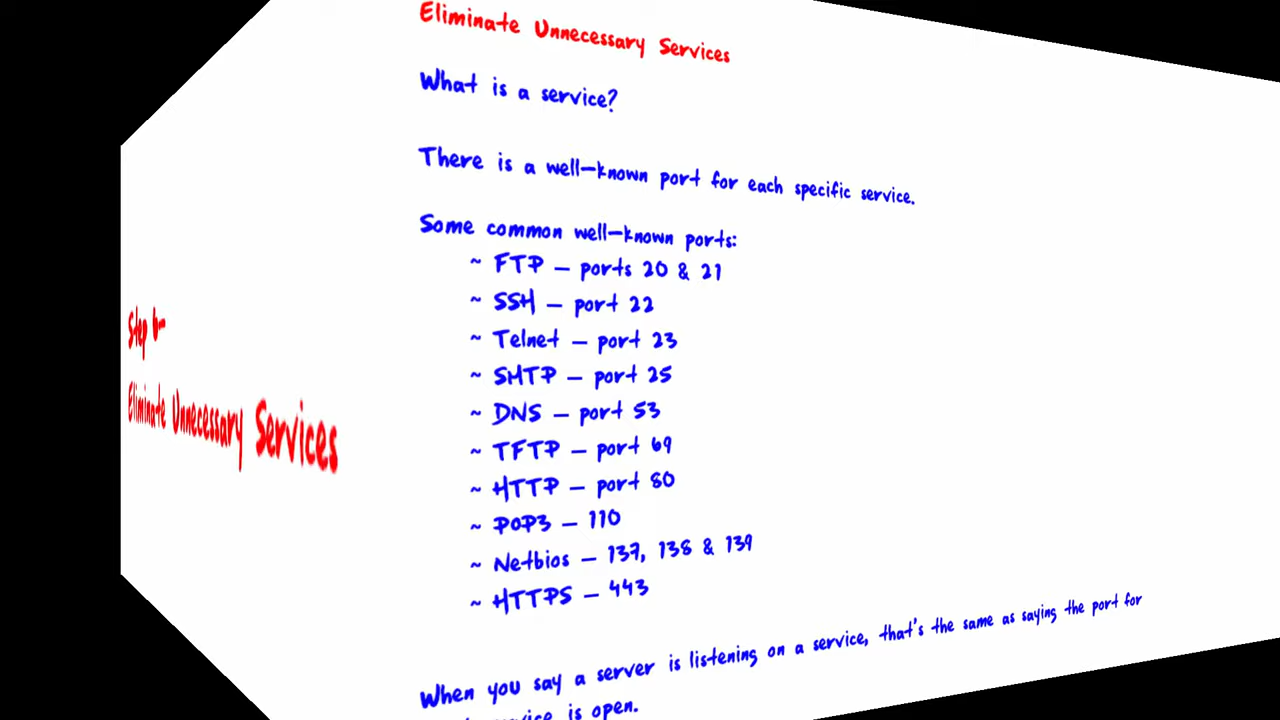 Eliminate Unnecessary Services
What is a service?
There is a well-known port for each specific service.
Some common well-known ports:
~ FTP – ports 20 & 21
~ SSH – port 22
~ Telnet – port 23
~ SMTP – port 25
~ DNS – port 53
~ TFTP – port 69
~ HTTP – port 80
~ POP3 – 110
~ Netbios – 137, 138 & 139
~ HTTPS – 443
When you say a server is listening on a service, that's the same as saying the port for
service is open.
Step 6-
Eliminate Unnecessary Services